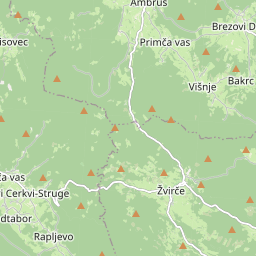 Ambrus
isovec
Brezovi D
Primča vas
Višnje
Bakrc
ča vas
i Cerkvi-Struge
Žvirče
dtabor
Rapljevo